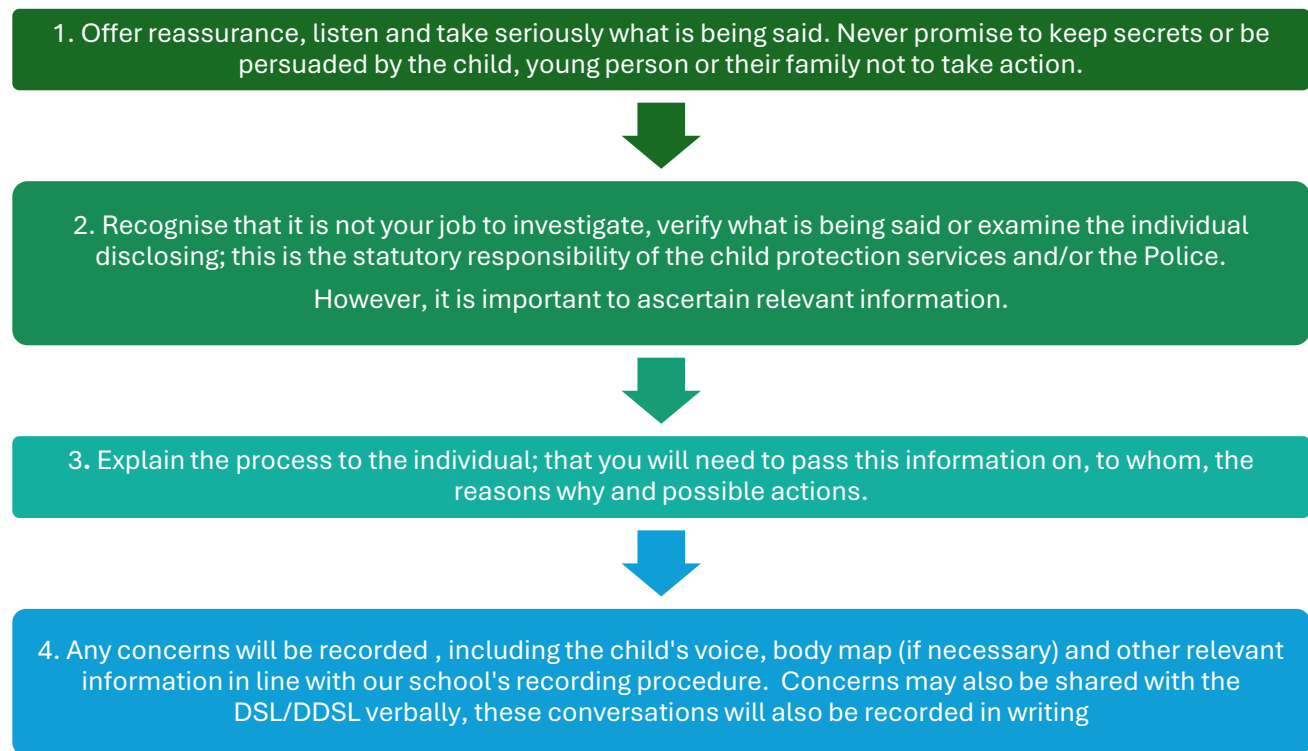 1. Offer reassurance, listen and take seriously what is being said. Never promise to keep secrets or be
persuaded by the child, young person or their family not to take action.
2. Recognise that it is not your job to investigate, verify what is being said or examine the individual
disclosing; this is the statutory responsibility of the child protection services and/or the Police.
However, it is important to ascertain relevant information.
3. Explain the process to the individual; that you will need to pass this information on, to whom, the
reasons why and possible actions.
4. Any concerns will be recorded , including the child's voice, body map (if necessary) and other relevant
information in line with our school's recording procedure.  Concerns may also be shared with the
DSL/DDSL verbally, these conversations will also be recorded in writing